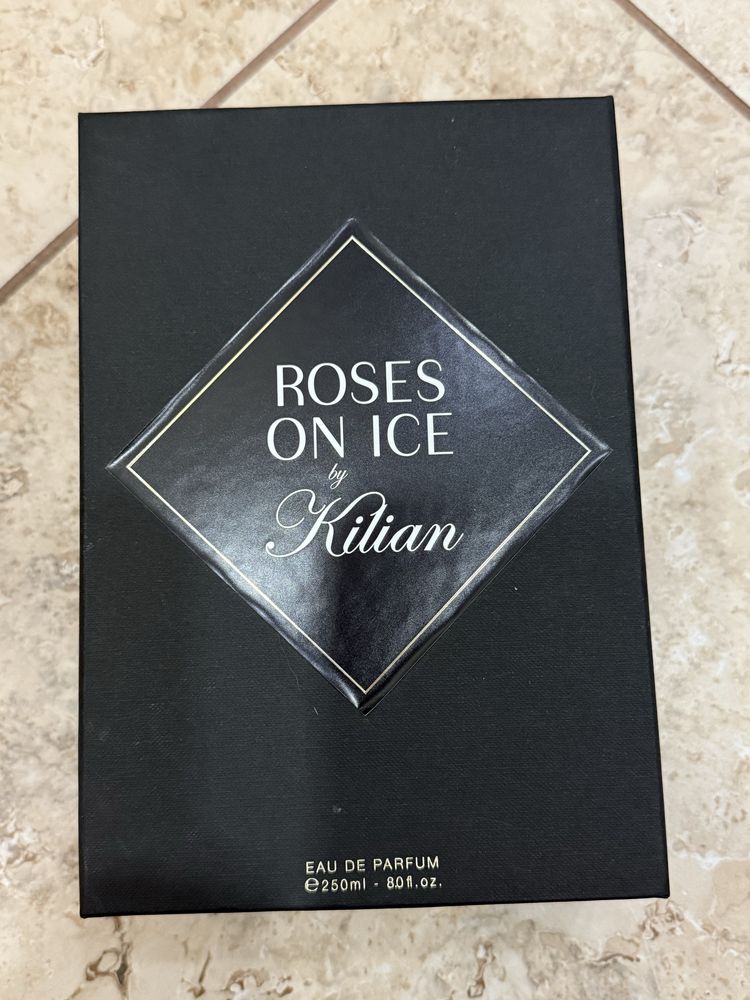 ROSES
ON ICE
by
Kilian
EAU DE PARFUM
℮250ml - 8.0fl.oz.